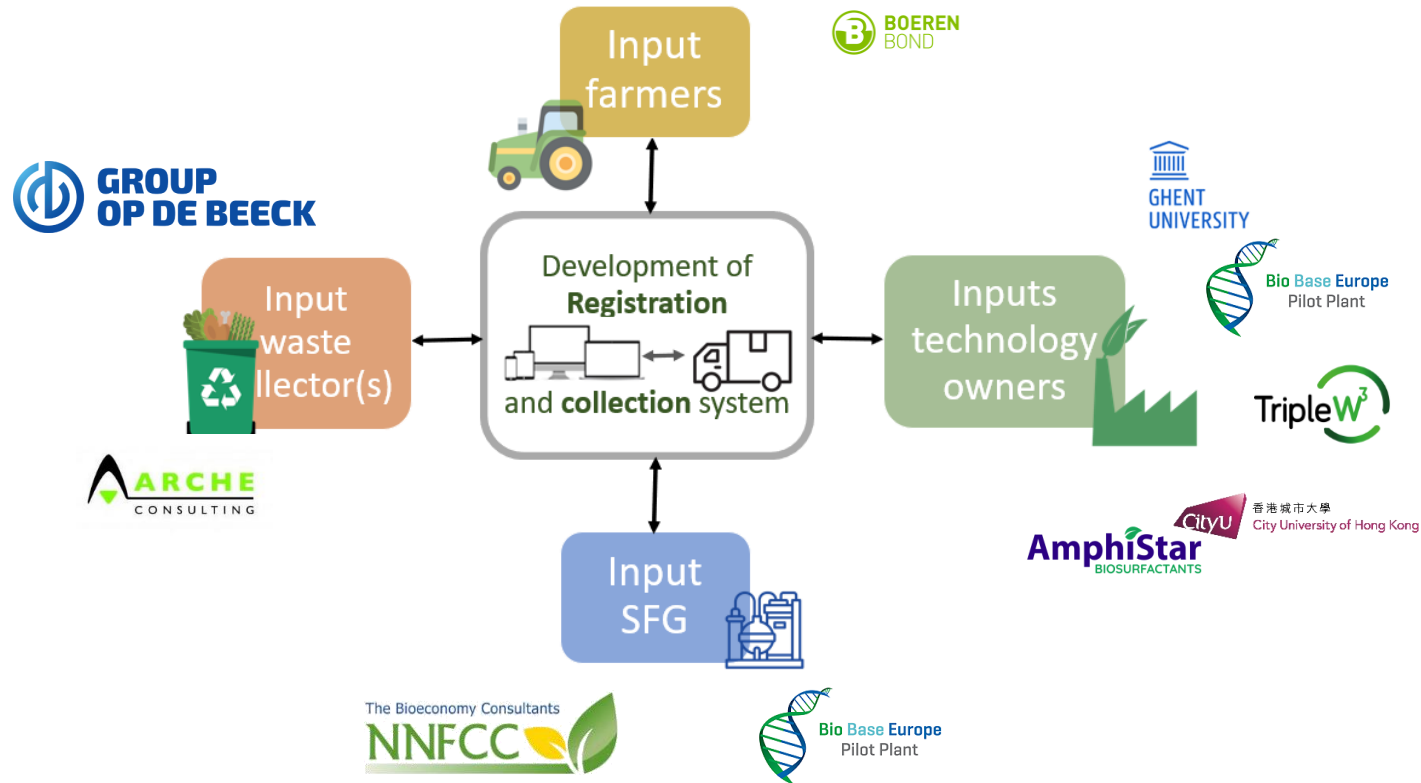 Input
farmers
BOEREN
BOND
GROUP
OP DE BEECK
GHENT
UNIVERSITY
Bio Base Europe
Pilot Plant
Input
waste
llector(s)
Development of
Registration
and collection system
Inputs
technology
owners
TripleW3
ARCHE
CONSULTING
CityU
香港城市大學
City University of Hong Kong
AmphiStar
BIOSURFACTANTS
Input
SFG
The Bioeconomy Consultants
NNFCC
Bio Base Europe
Pilot Plant